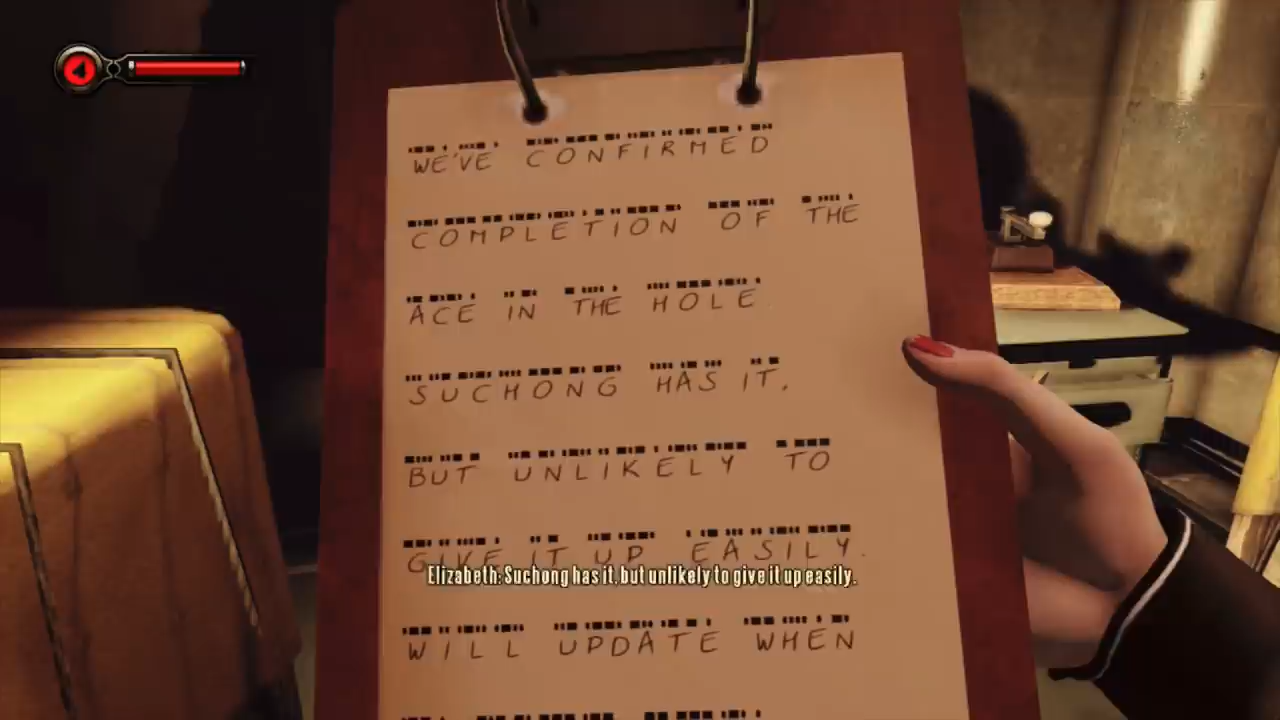 WE'VE CONFIRMED
COMPLETION OF THE
ACE IN THE HOLE
SUCHONG HAS IT,
BUT UNLIKELY TO
GIVE IT UP EASILY.
Elizabeth: Suchong has it, but unlikely to give it up easily.
WILL UPDATE WHEN